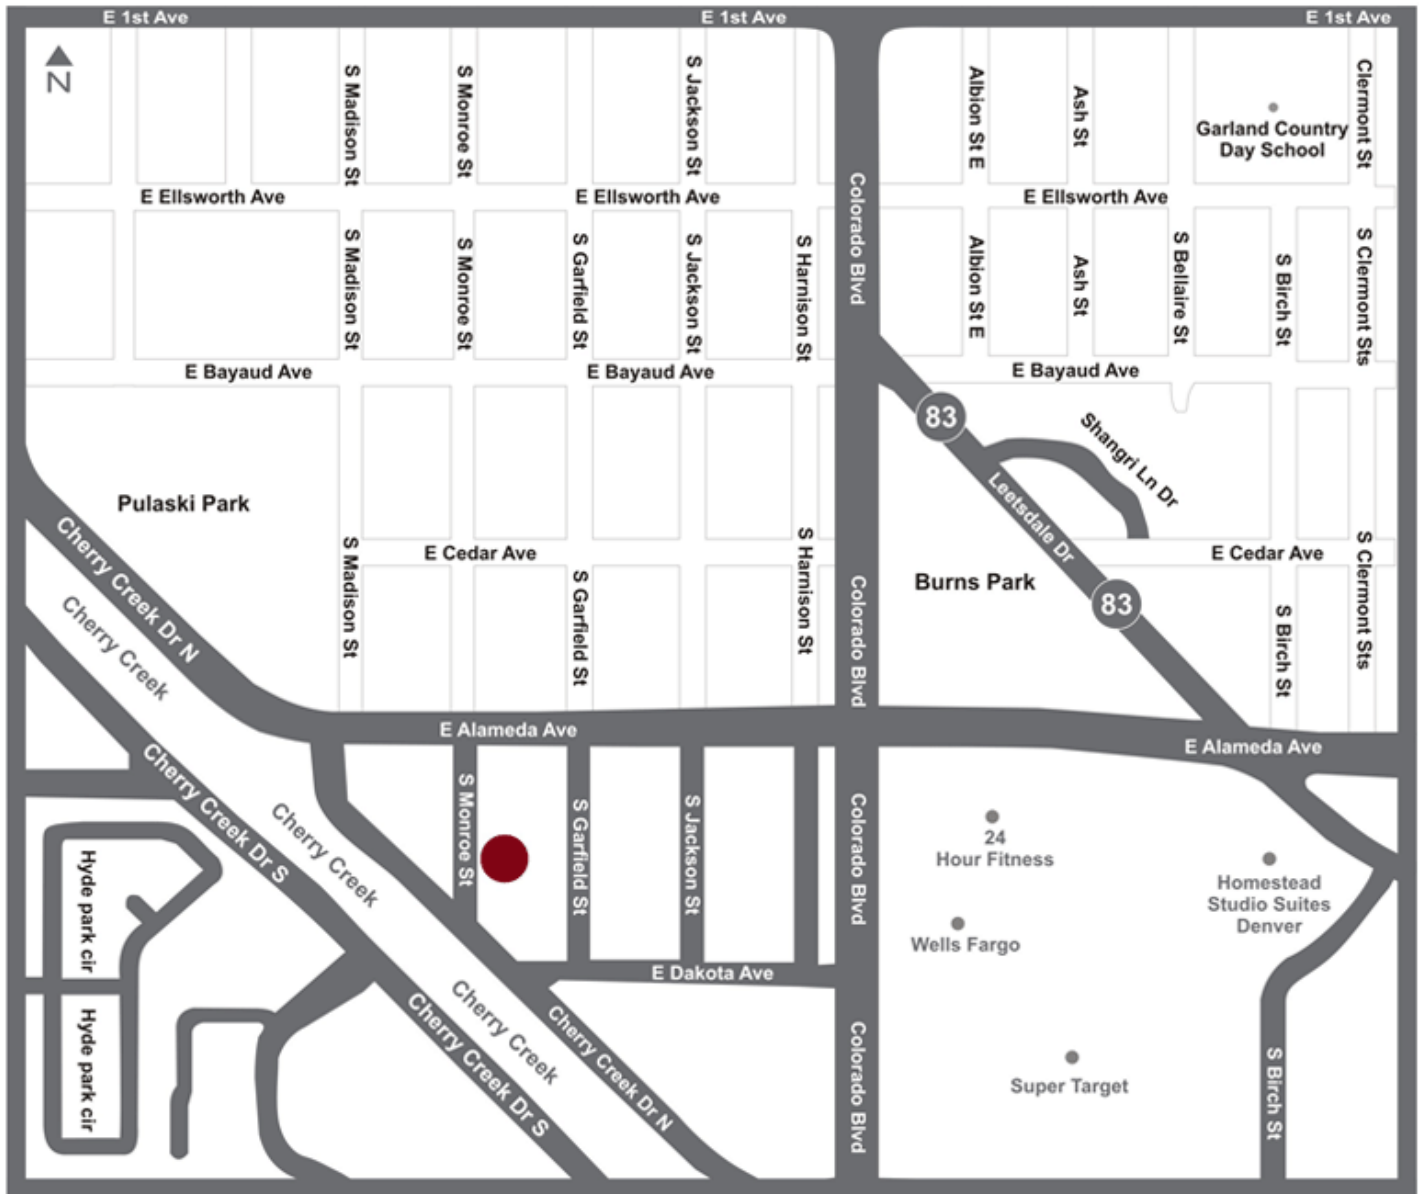 E 1st Ave
E 1st Ave
E 1st Ave
N
S Madison St
S Monroe St
S Jackson St
Colorado Blvd
Albion St E
Ash St
Garland Country
Day School
Clermont St
E Ellsworth Ave
E Ellsworth Ave
E Ellsworth Ave
S Madison St
S Monroe St
S Garfield St
S Jackson St
S Harnison St
Albion St E
Ash St
S Bellaire St
S Birch St
S Clermont Sts
E Bayaud Ave
E Bayaud Ave
E Bayaud Ave
83
Shangri Ln Dr
Leetsdale Dr
Pulaski Park
Cherry Creek Dr N
Cherry Creek
S Madison St
E Cedar Ave
S Garfield St
S Harnison St
Colorado Blvd
Burns Park
83
E Cedar Ave
S Birch St
S Clermont Sts
E Alameda Ave
E Alameda Ave
Cherry Creek Dr S
Cherry Creek
S Monroe St
S Garfield St
S Jackson St
Colorado Blvd
24
Hour Fitness
Wells Fargo
Homestead
Studio Suites
Denver
Hyde park cir
Hyde park cir
E Dakota Ave
Cherry Creek
Cherry Creek Dr S
Cherry Creek Dr N
Colorado Blvd
Super Target
S Birch St